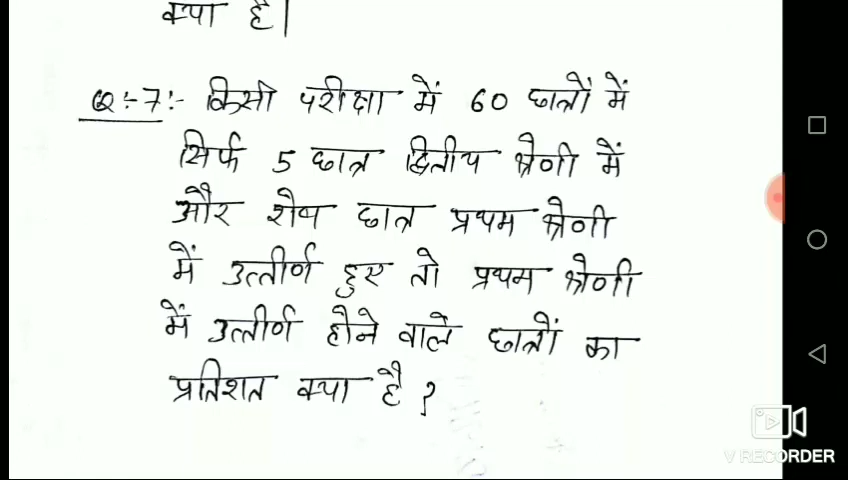 क्या है।
Q:-7:- किसी परीक्षा में 60 छात्रों में
सिर्फ 5 छात्र द्वितीय श्रेणी में
और शेष छात्र प्रथम श्रेणी
में उत्तीर्ण हुए तो प्रथम श्रेणी
में उत्तीर्ण होने वाले छात्रों का
प्रतिशत क्या है ?
V RECORDER